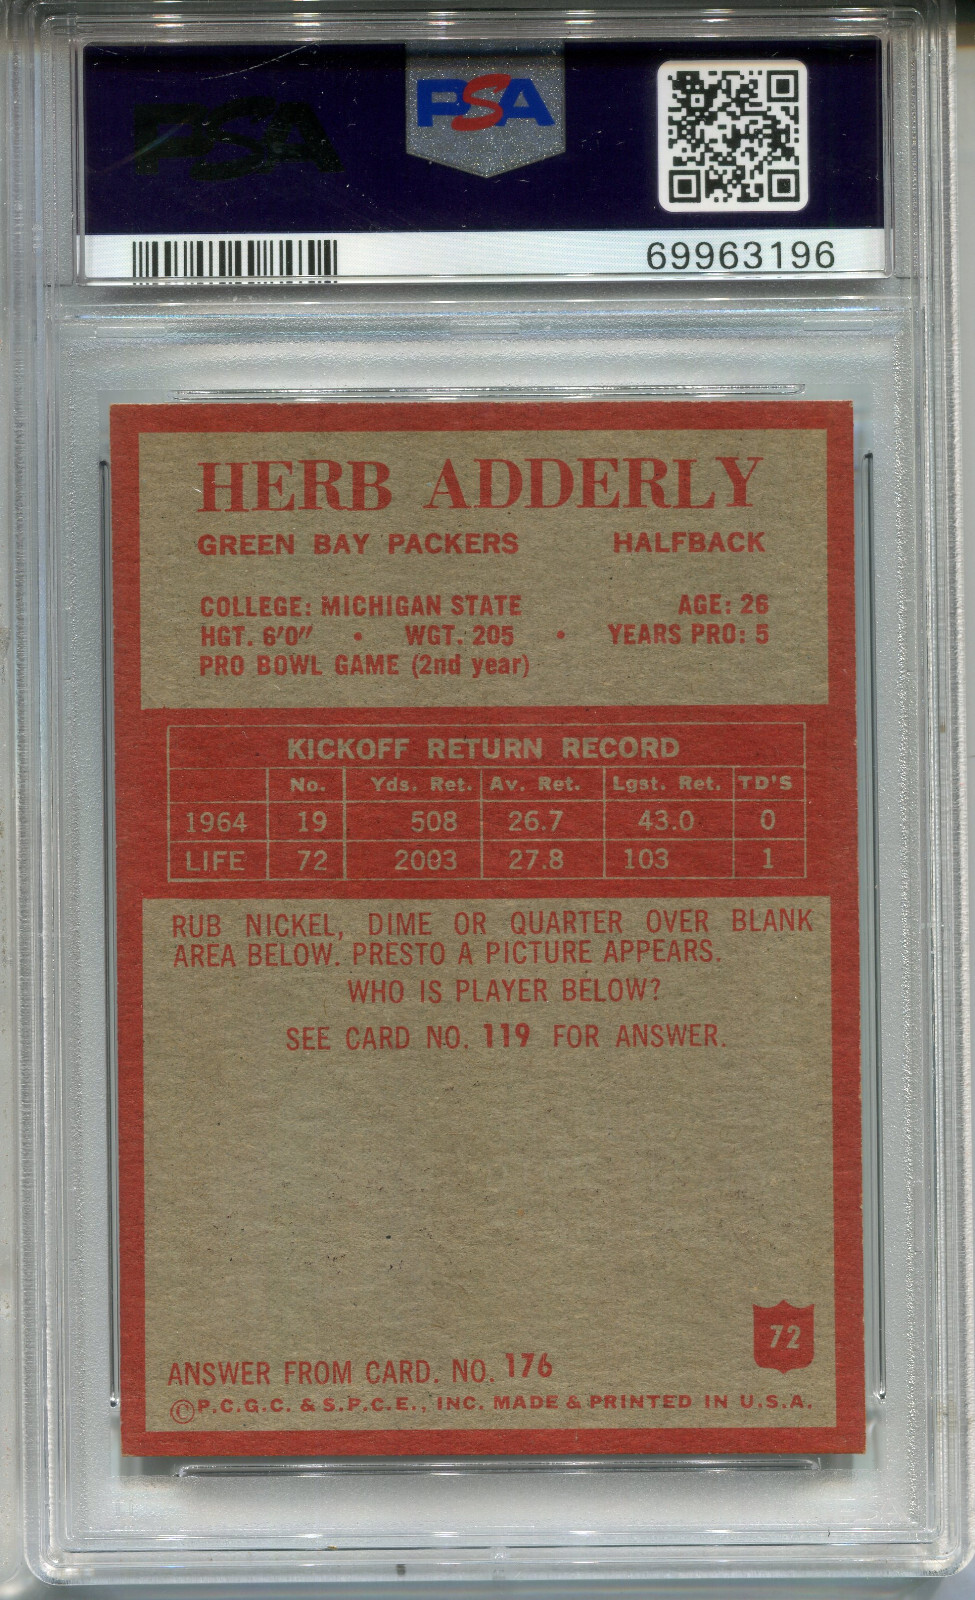 PSA
PSA
69963196
HERB ADDERLY
GREEN BAY PACKERS HALFBACK
COLLEGE: MICHIGAN STATE AGE: 26
HGT. 6'0" • WGT. 205 • YEARS PRO: 5
PRO BOWL GAME (2nd year)
KICKOFF RETURN RECORD
No. Yds. Ret. Av. Ret. Lgst. Ret. TD'S
1964 19 508 26.7 43.0 0
LIFE 72 2003 27.8 103 1
RUB NICKEL, DIME OR QUARTER OVER BLANK
AREA BELOW. PRESTO A PICTURE APPEARS.
WHO IS PLAYER BELOW?
SEE CARD NO. 119 FOR ANSWER.
72
ANSWER FROM CARD. NO. 176
©P.C.G.C. & S.P.C.E., INC. MADE & PRINTED IN U.S.A.